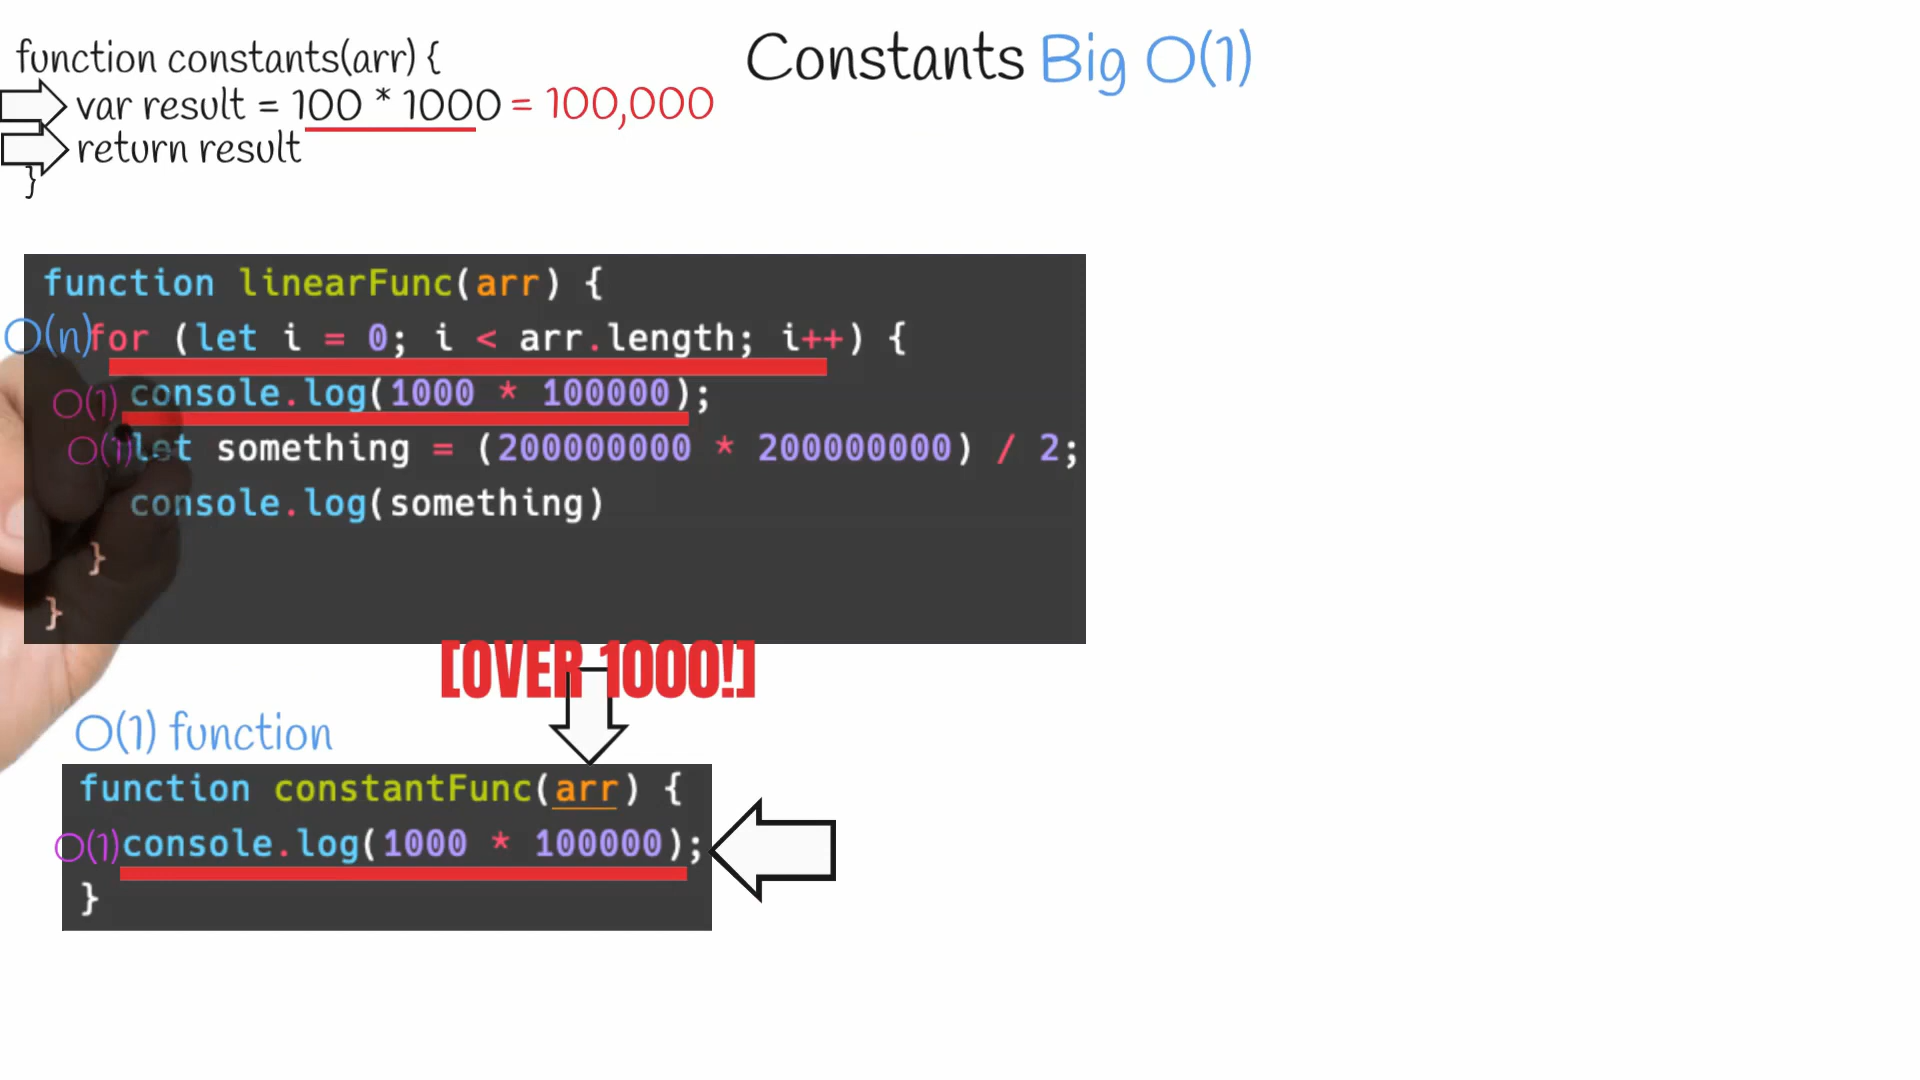 Constants Big O(1)
function constants(arr) {
var result = 100 * 1000 = 100,000
return result
}
function linearFunc(arr) {
O(n) for (let i = 0; i < arr.length; i++) {
O(1) console.log(1000 * 100000);
O(1) let something = (200000000 * 200000000) / 2;
console.log(something)
}
}
[OVER 1000!]
O(1) function
function constantFunc(arr) {
O(1) console.log(1000 * 100000);
}